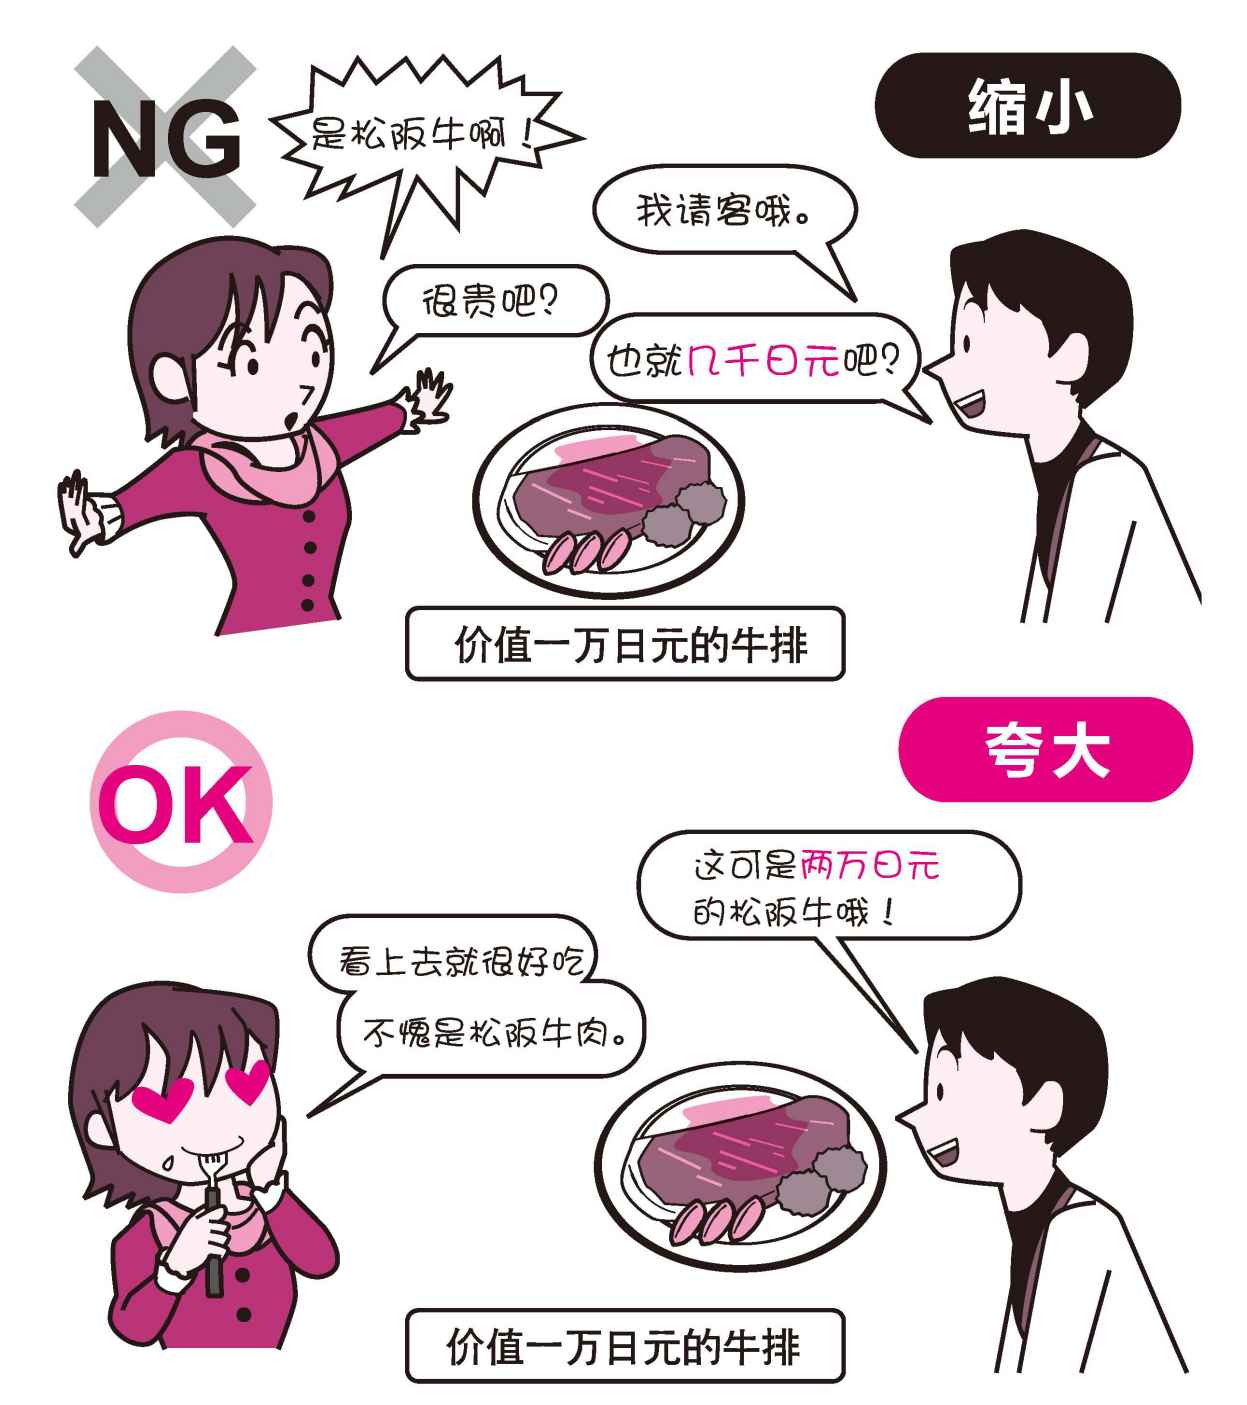 NG
缩小
是松阪牛啊！
我请客哦。
很贵吧？
也就几千日元吧？
价值一万日元的牛排
OK
夸大
这可是两万日元
的松阪牛哦！
看上去就很好吃
不愧是松阪牛肉。
价值一万日元的牛排